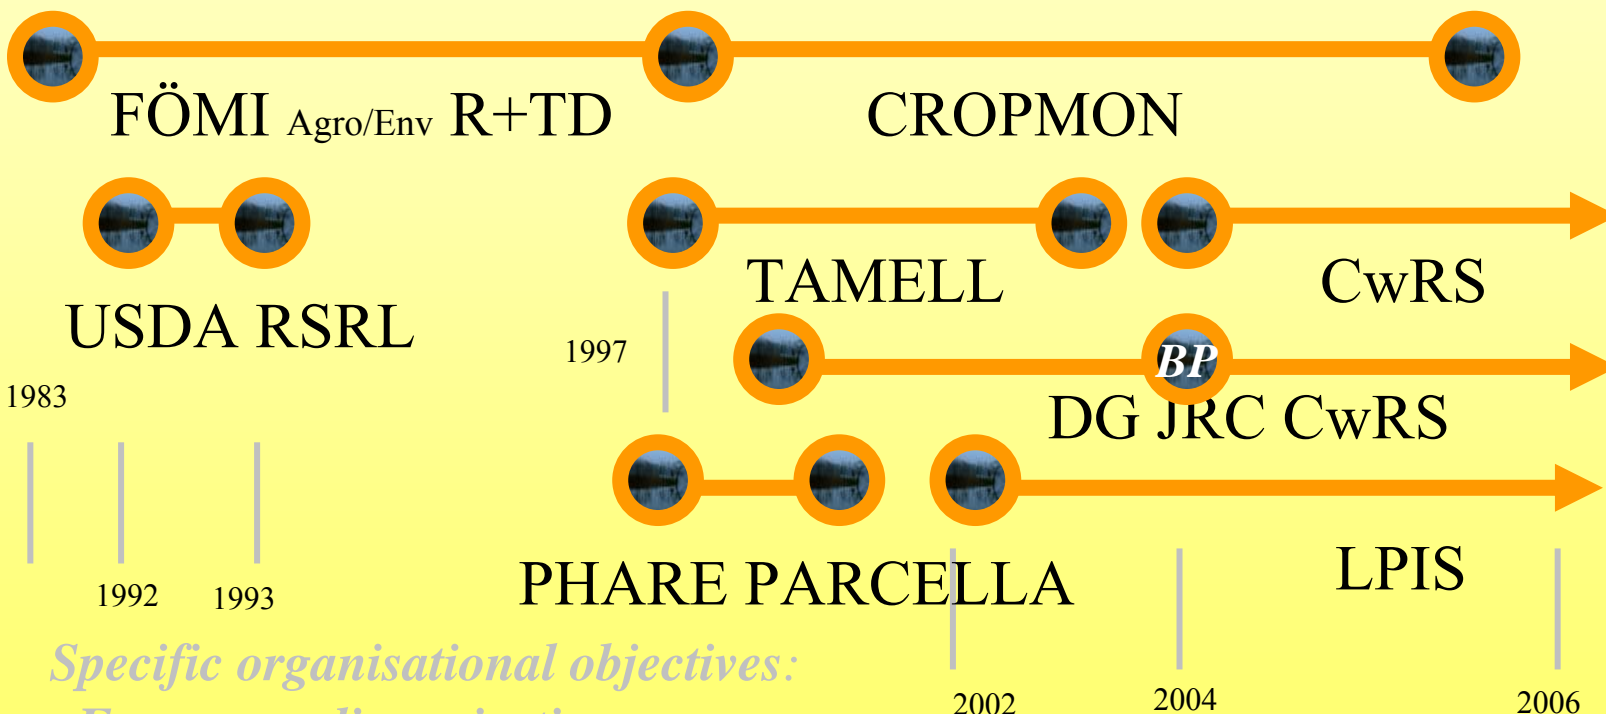 FÖMI Agro/Env R+TD
CROPMON
TAMELL
CwRS
USDA RSRL
1997
BP
DG JRC CwRS
1983
PHARE PARCELLA
LPIS
1992
1993
Specific organisational objectives:
2002
2004
2006